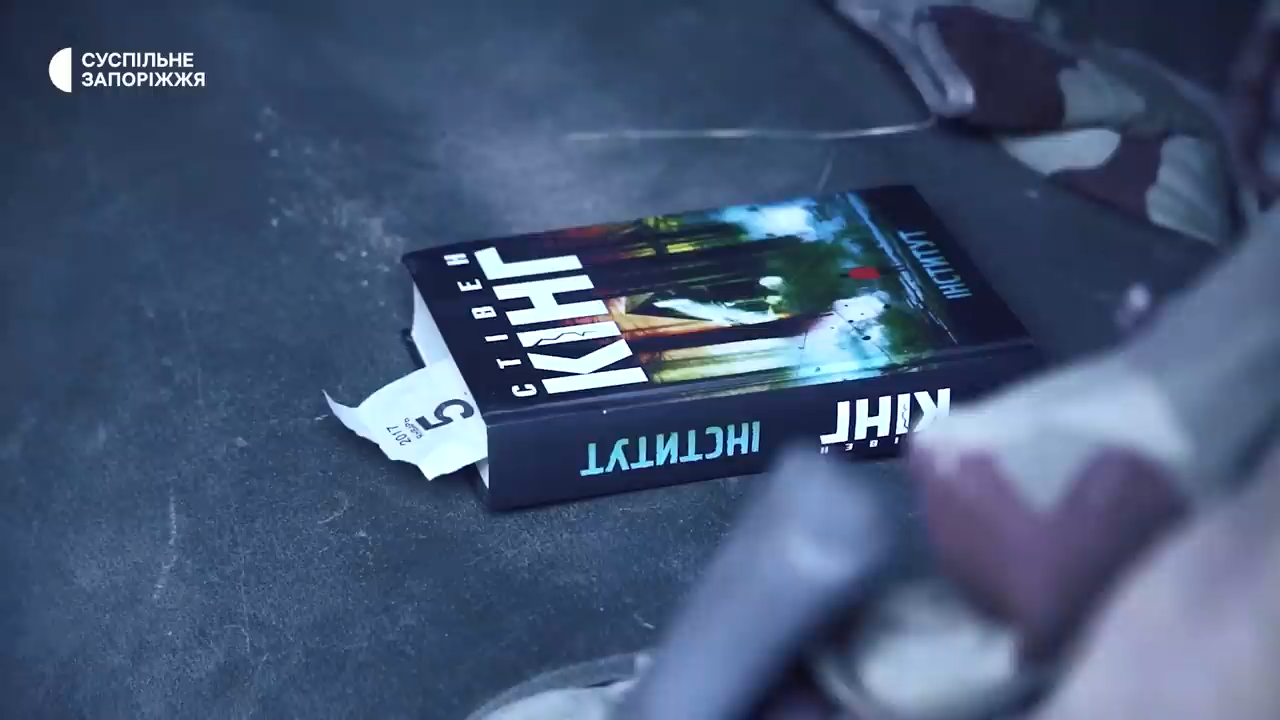 СУСПІЛЬНЕ
ЗАПОРІЖЖЯ
СТІВЕН
КІНГ
ІНСТИТУТ
5
2017
ІНСТИТУТ
КІНГ